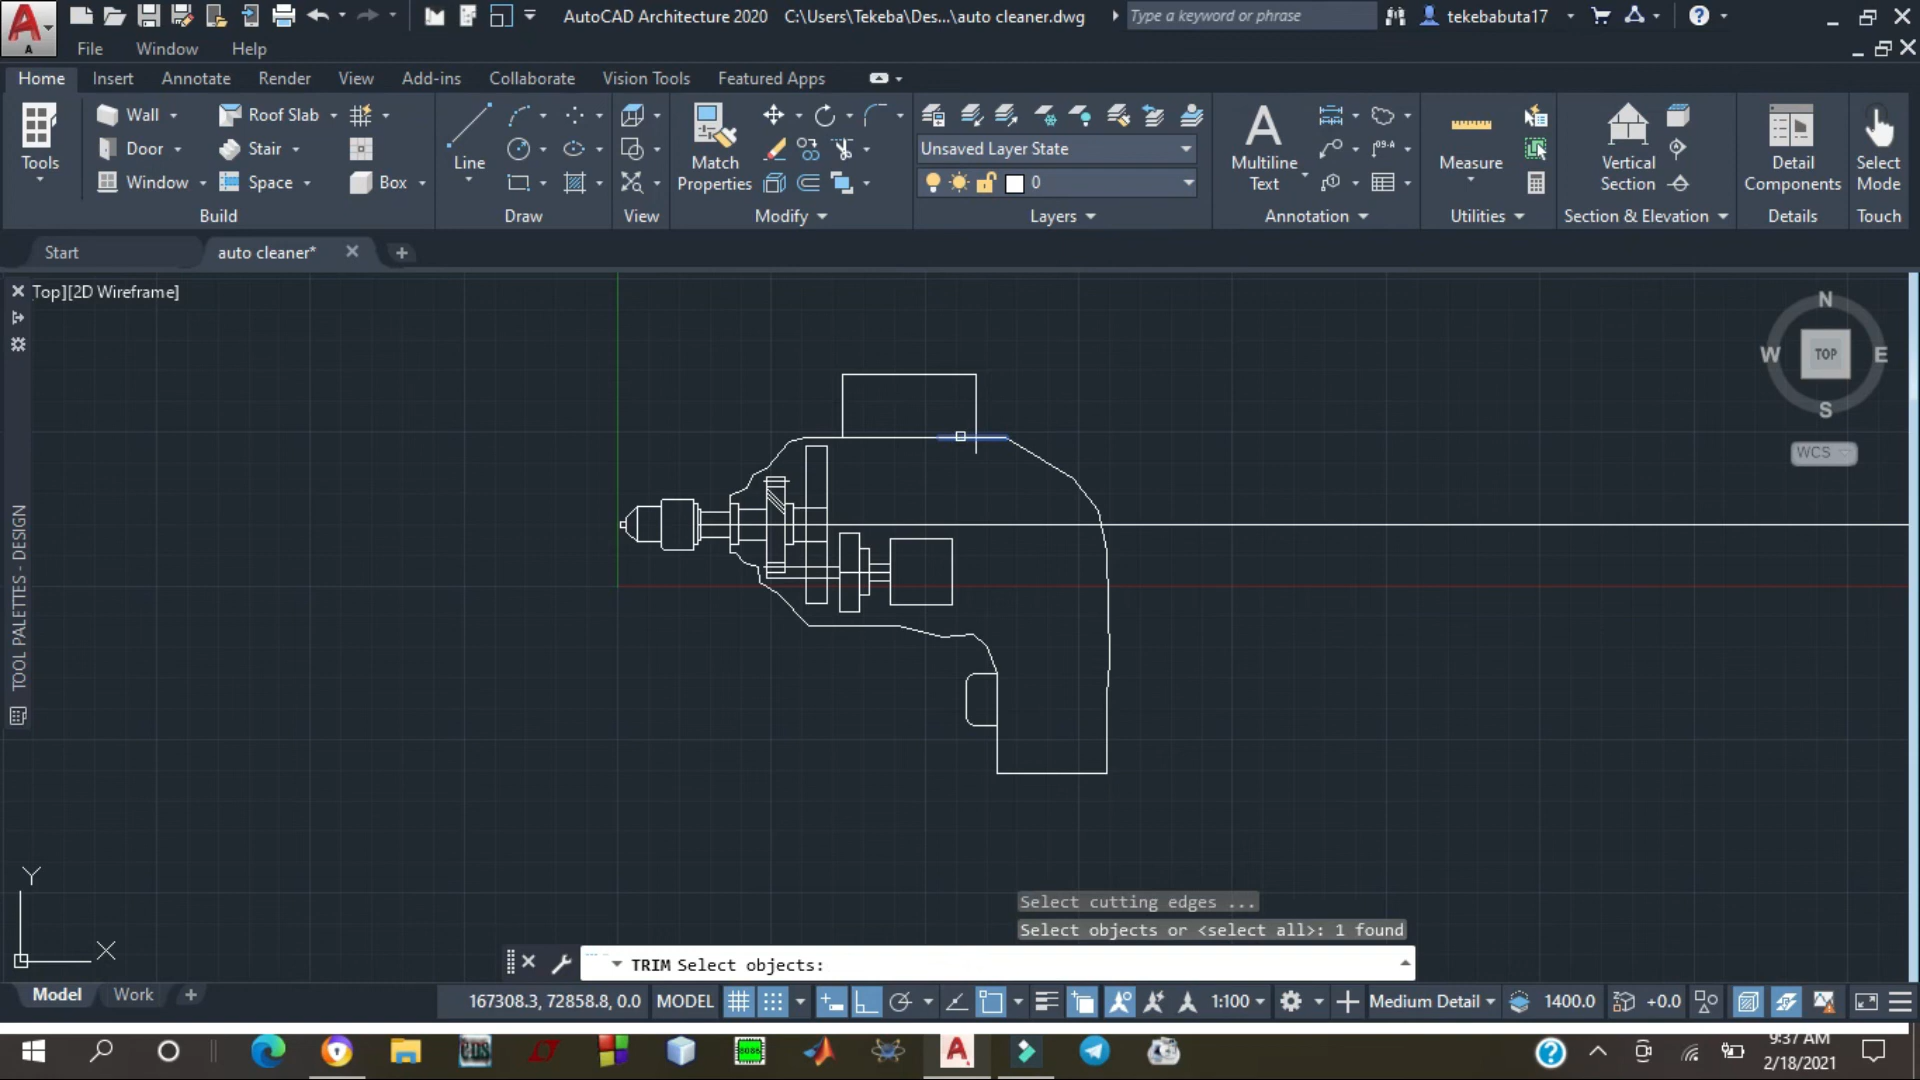 AutoCAD Architecture 2020 C:\Users\Tekeba\Des...\auto cleaner.dwg Type a keyword or phrase tekebabuta17
File Window Help
Home Insert Annotate Render View Add-ins Collaborate Vision Tools Featured Apps
Tools
Wall Roof Slab
Door Stair
Window Space Box
Build
Line
Draw
View
Match Properties
Modify
Unsaved Layer State
0
Layers
Multiline Text
Annotation
Measure
Utilities
Vertical Section
Section & Elevation
Detail Components
Details
Select Mode
Touch
Start auto cleaner*
Top][2D Wireframe]
N
W TOP E
S
WCS
TOOL PALETTES - DESIGN
Y
X
Select cutting edges ...
Select objects or <select all>: 1 found
TRIM Select objects:
Model Work
167308.3, 72858.8, 0.0 MODEL 1:100 Medium Detail 1400.0 +0.0
9:37 AM
2/18/2021